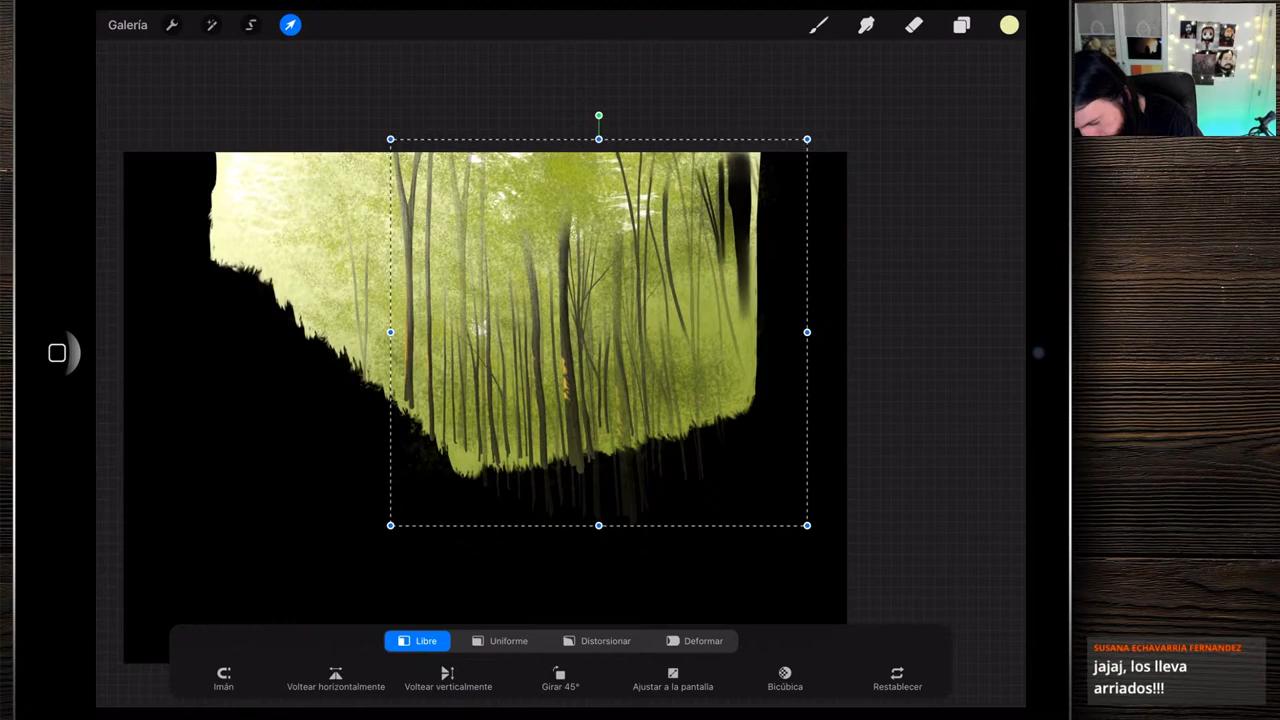 Galería
Libre
Uniforme
Distorsionar
Deformar
Imán
Voltear horizontalmente
Voltear verticalmente
Girar 45°
Ajustar a la pantalla
Bicúbica
Restablecer
SUSANA ECHAVARRIA FERNANDEZ
jajaj, los lleva
arriados!!!